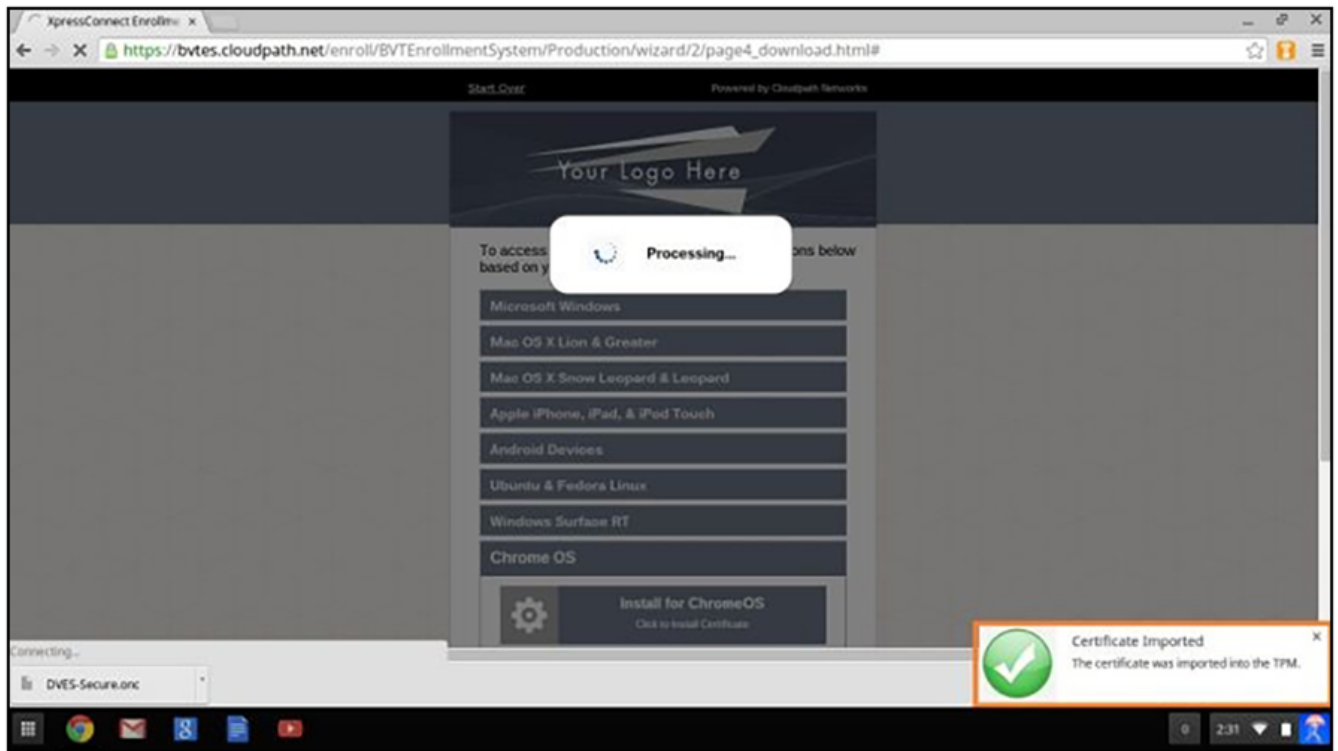 XpressConnect Enrollme
https://bvtes.cloudpath.net/enroll/BVTEnrollmentSystem/Production/wizard/2/page4_download.html#
Start Over
Powered by Cloudpath Networks
Your Logo Here
To access
ons below
based on y
Processing...
Microsoft Windows
Mac OS X Lion & Greater
Mac OS X Snow Leopard & Leopard
Apple iPhone, iPad, & iPod Touch
Android Devices
Ubuntu & Fedora Linux
Windows Surface RT
Chrome OS
Install for ChromeOS
Click to Install Certificate
Certificate Imported
The certificate was imported into the TPM.
Connecting...
DVES-Secure.onc
8
0
2:31